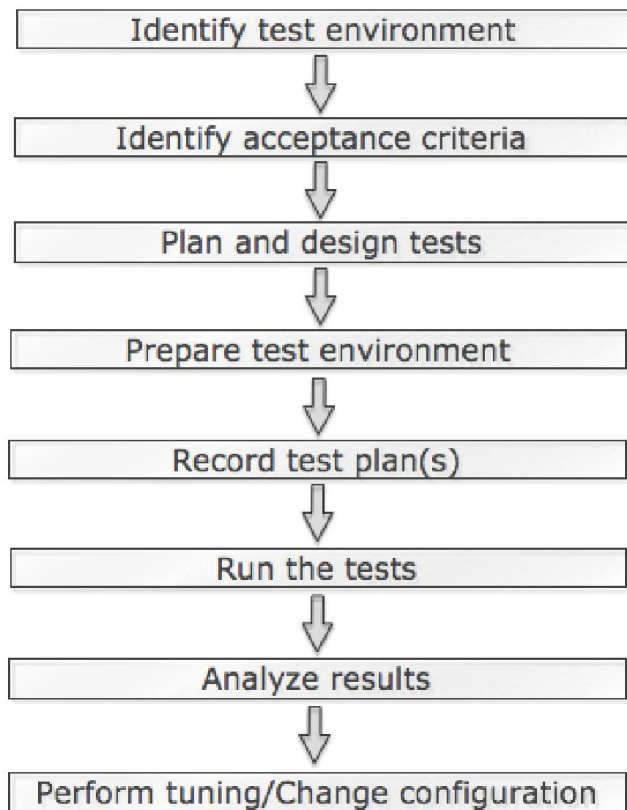 Identify test environment
Identify acceptance criteria
Plan and design tests
Prepare test environment
Record test plan(s)
Run the tests
Analyze results
Perform tuning/Change configuration